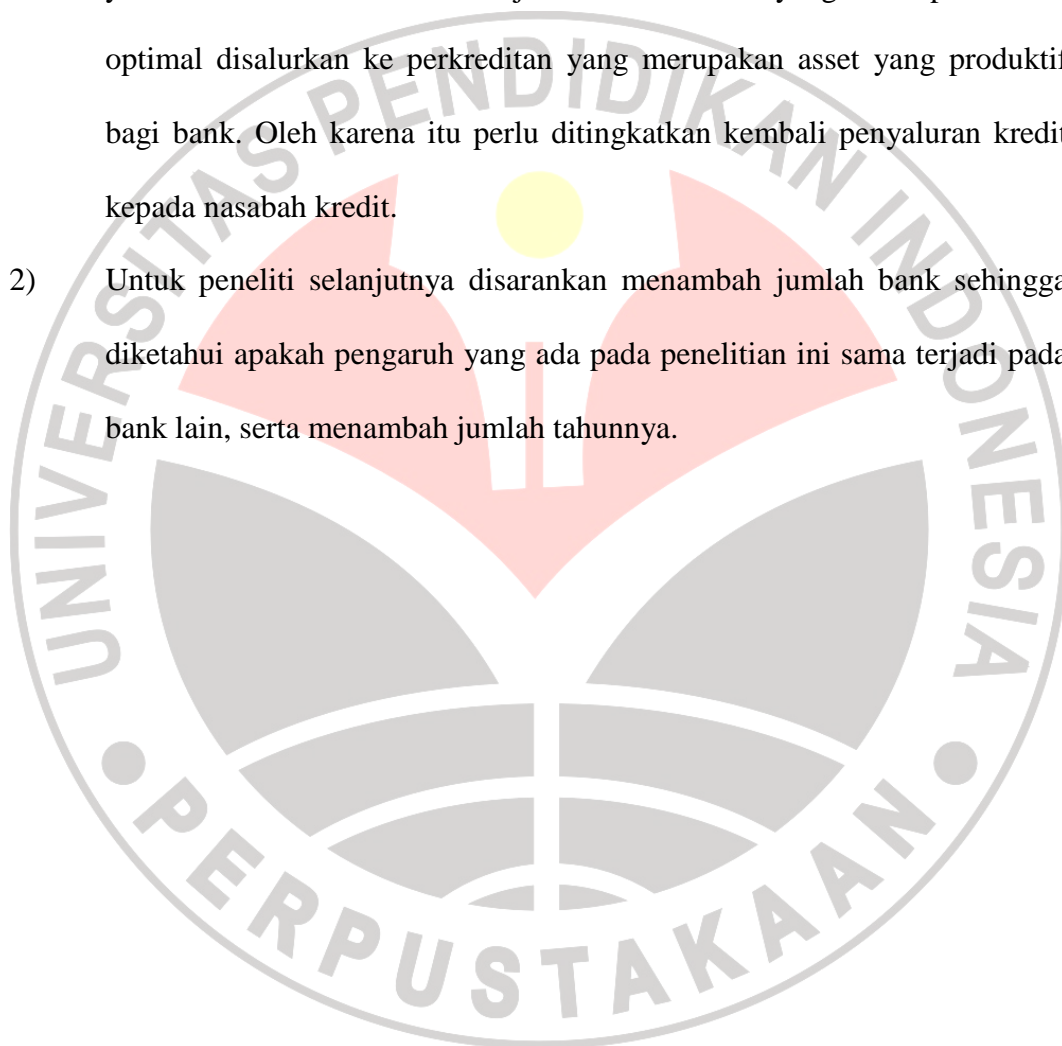 optimal disalurkan ke perkreditan yang merupakan asset yang produktif
bagi bank. Oleh karena itu perlu ditingkatkan kembali penyaluran kredit
kepada nasabah kredit.
2) Untuk peneliti selanjutnya disarankan menambah jumlah bank sehingga
diketahui apakah pengaruh yang ada pada penelitian ini sama terjadi pada
bank lain, serta menambah jumlah tahunnya.
UNIVERSITAS PENDIDIKAN INDONESIA
PERPUSTAKAAN